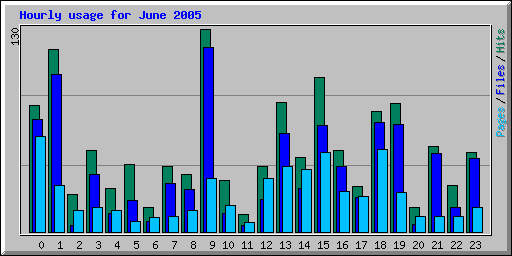 Hourly usage for June 2005
130
Pages / Files / Hits
0 1 2 3 4 5 6 7 8 9 10 11 12 13 14 15 16 17 18 19 20 21 22 23